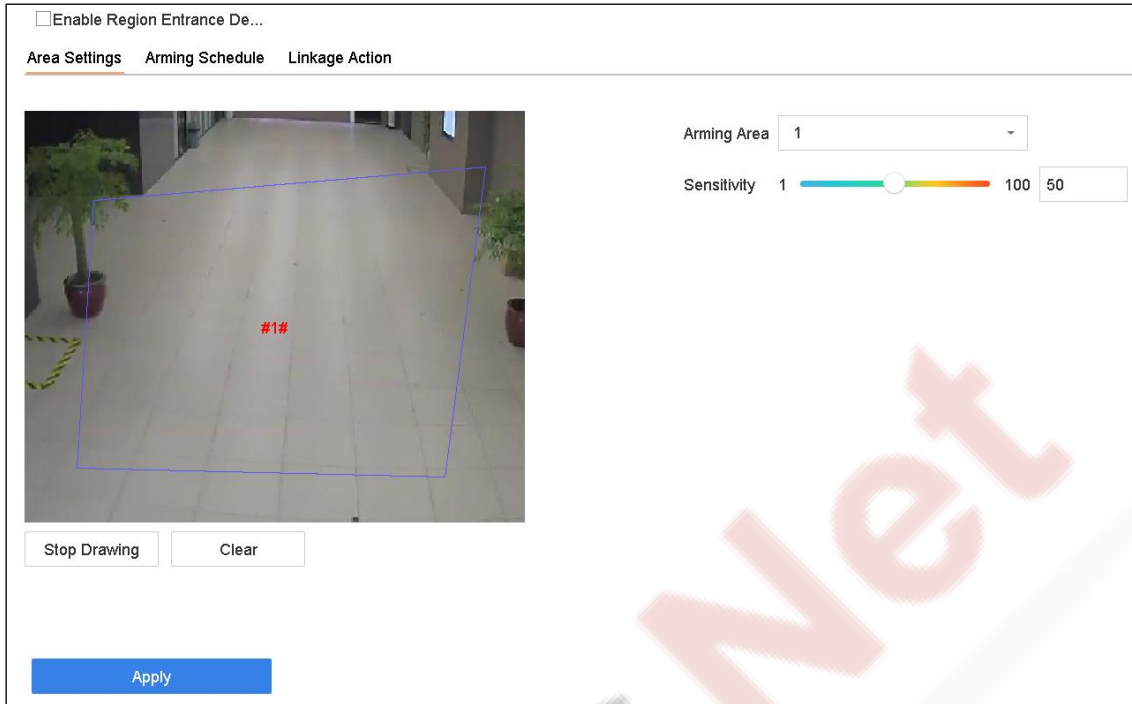 Enable Region Entrance De...
Area Settings Arming Schedule Linkage Action
Arming Area 1
Sensitivity 1 100 50
#1#
Stop Drawing Clear
Apply
Net